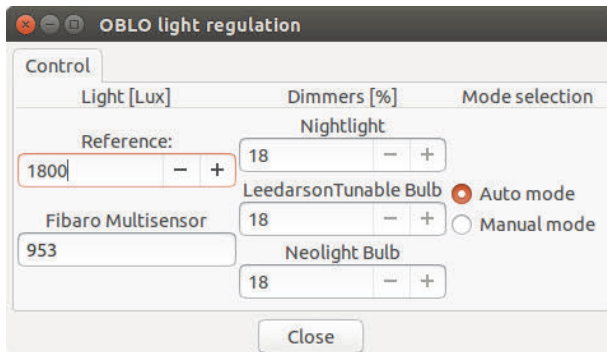 OBLO light regulation
Control
Light [Lux]
Dimmers [%]
Mode selection
Reference:
1800
Fibaro Multisensor
953
Nightlight
18
LeedarsonTunable Bulb
18
Neolight Bulb
18
Auto mode
Manual mode
Close